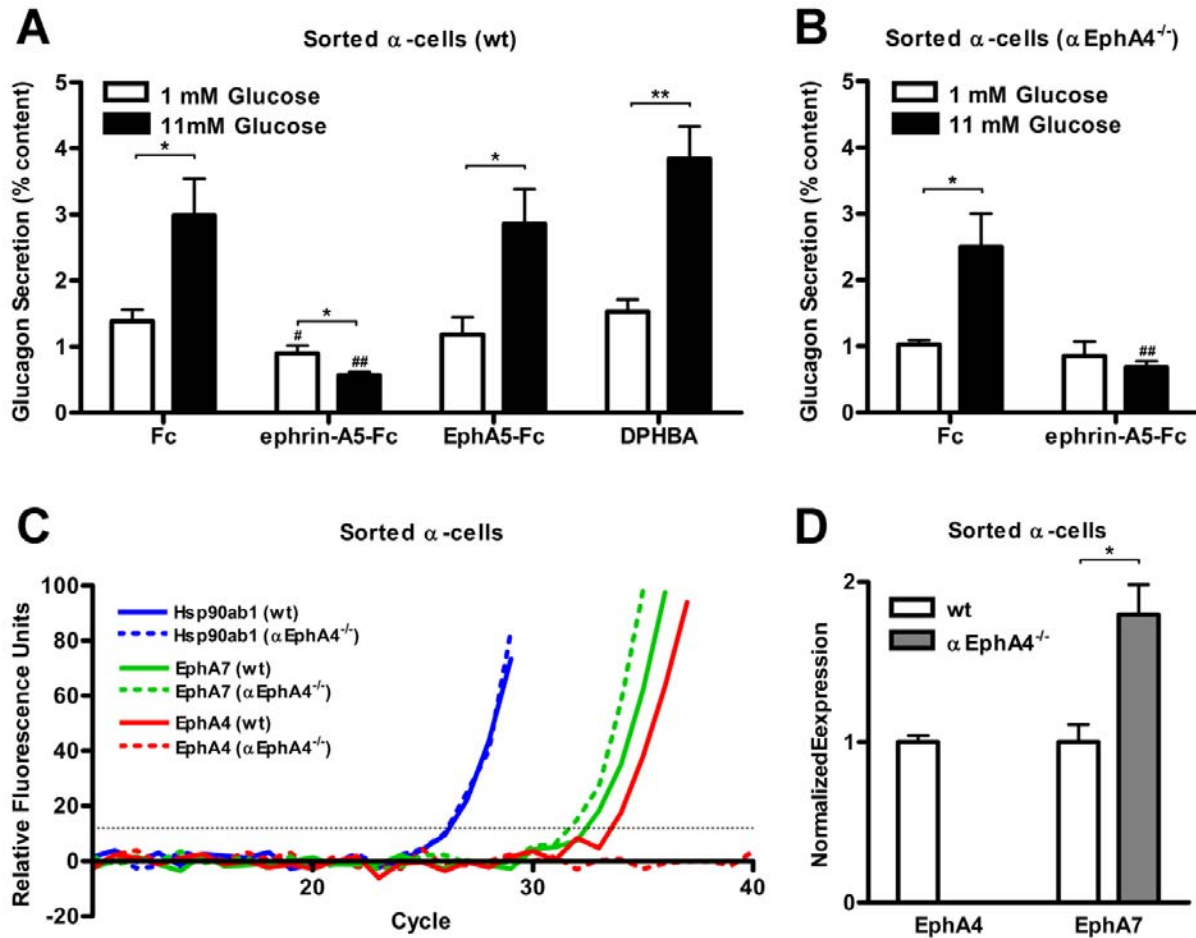 A
Sorted α-cells (wt)
Glucagon Secretion (% content)
5
4
3
2
1
0
1 mM Glucose
11mM Glucose
*
#
*
##
*
**
Fc
ephrin-A5-Fc
EphA5-Fc
DPHBA
B
Sorted α-cells (αEphA4-/-)
Glucagon Secretion (% content)
5
4
3
2
1
0
1 mM Glucose
11 mM Glucose
*
##
Fc
ephrin-A5-Fc
C
Sorted α-cells
Relative Fluorescence Units
100
80
60
40
20
0
-20
Hsp90ab1 (wt)
Hsp90ab1 (αEphA4-/-)
EphA7 (wt)
EphA7 (αEphA4-/-)
EphA4 (wt)
EphA4 (αEphA4-/-)
20
30
40
Cycle
D
Sorted α-cells
Normalized Eexpression
2
1
0
wt
αEphA4-/-
*
EphA4
EphA7